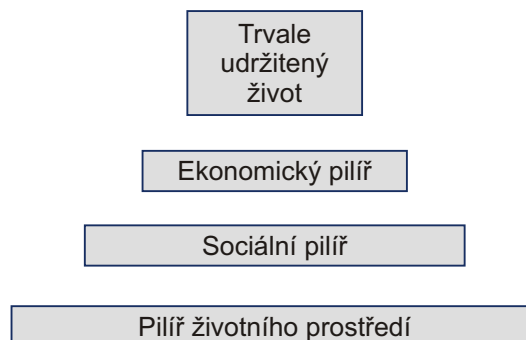 Trvale
udržitený
život
Ekonomický pilíř
Sociální pilíř
Pilíř životního prostředí